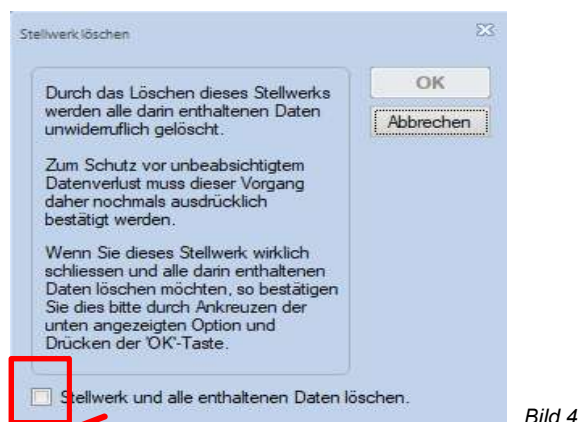 Stellwerk löschen
Durch das Löschen dieses Stellwerks
werden alle darin enthaltenen Daten
unwiderruflich gelöscht.
Zum Schutz vor unbeabsichtigtem
Datenverlust muss dieser Vorgang
daher nochmals ausdrücklich
bestätigt werden.
Wenn Sie dieses Stellwerk wirklich
schliessen und alle darin enthaltenen
Daten löschen möchten, so bestätigen
Sie dies bitte durch Ankreuzen der
unten angezeigten Option und
Drücken der 'OK'-Taste.
OK
Abbrechen
Stellwerk und alle enthaltenen Daten löschen.
Bild 4